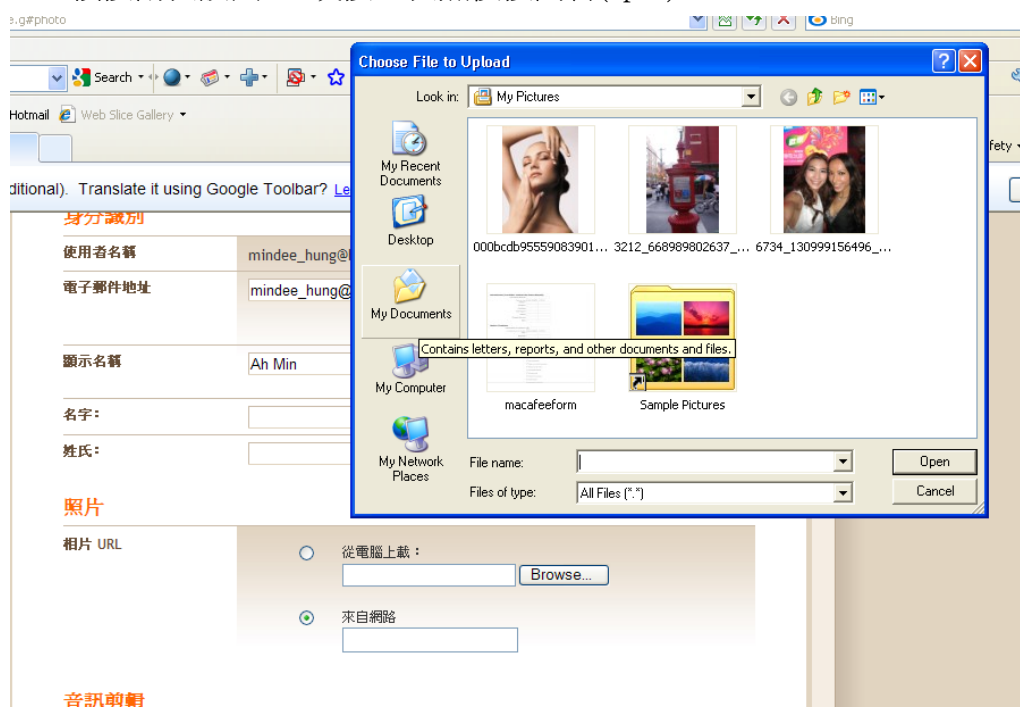 e.g#photo
Bing
Choose File to Upload
Search
Look in:
My Pictures
Hotmail
Web Slice Gallery
fety
My Recent
Documents
ditional). Translate it using Google Toolbar? Le
Desktop
000bcdb95559083901...
3212_668989802637_...
6734_130999156496_...
身分識別
使用者名稱
mindee_hung@
電子郵件地址
mindee_hung@
My Documents
Contains letters, reports, and other documents and files.
顯示名稱
Ah Min
My Computer
macafeeform
Sample Pictures
名字:
姓氏:
My Network
Places
File name:
Open
Files of type:
All Files (*.*)
Cancel
照片
相片 URL
從電腦上載:
Browse...
來自網路
音訊剪輯